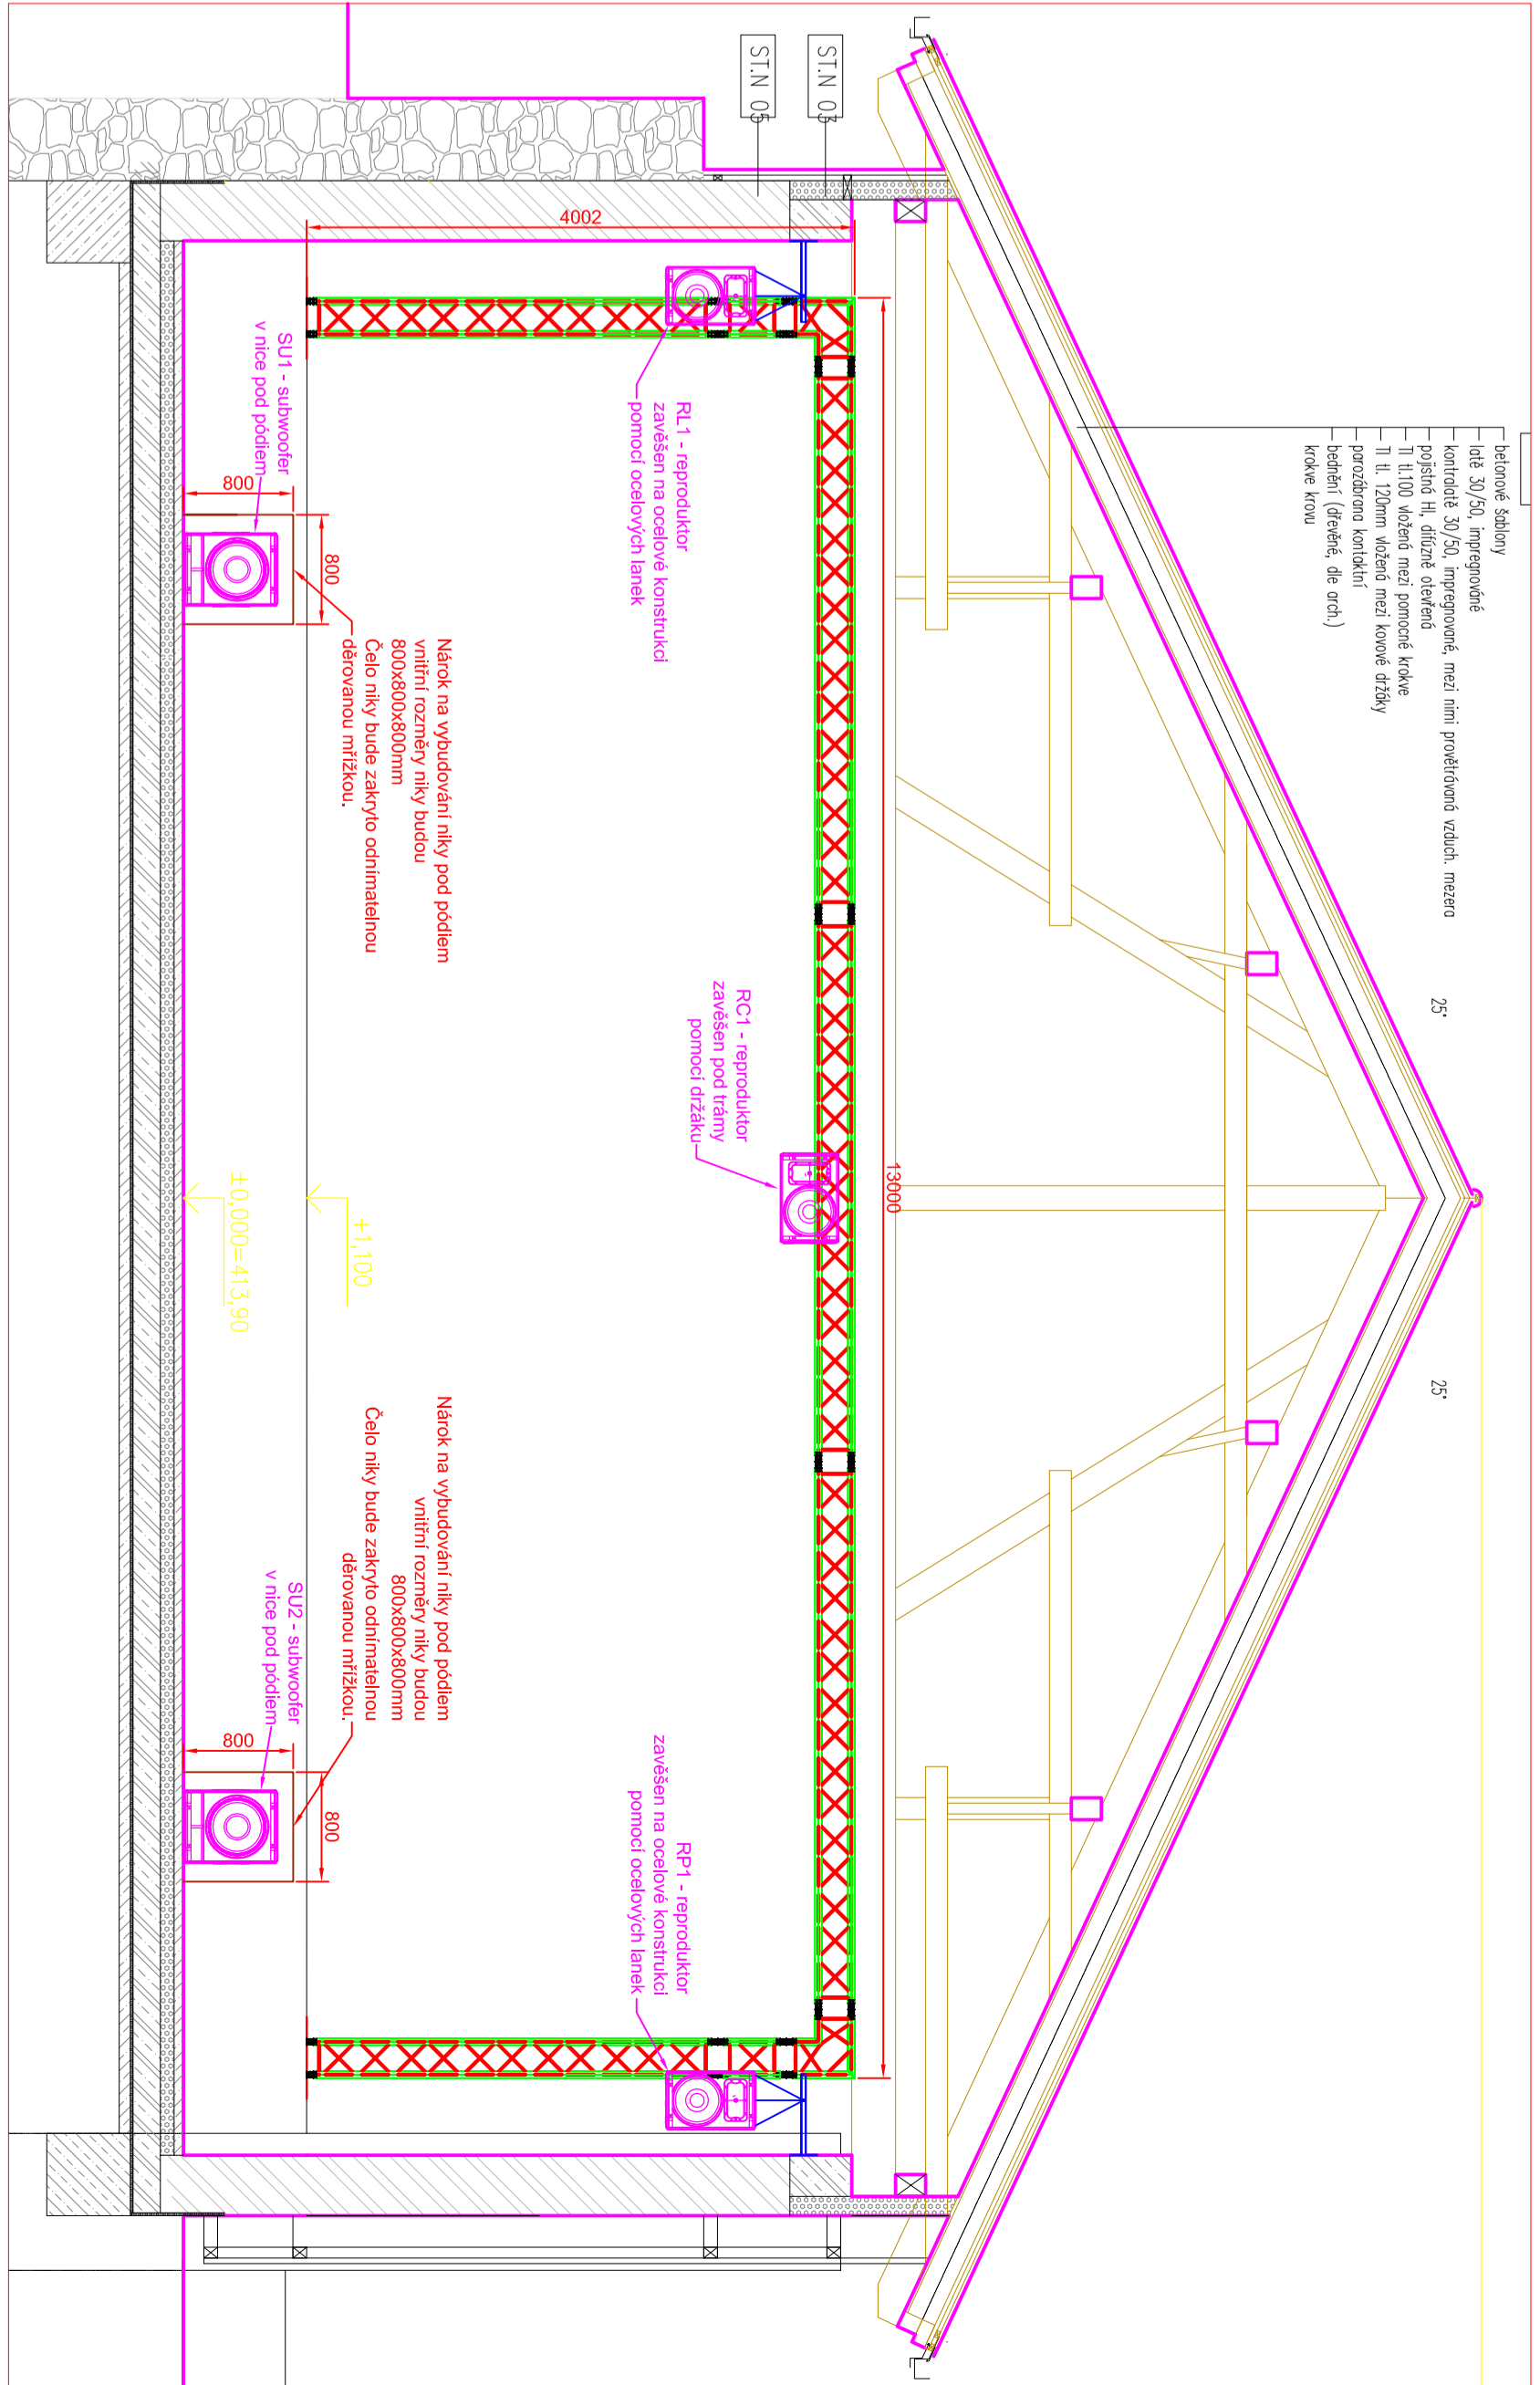 betonové šablony
latě 30/50, impregnované
kontralatě 30/50, impregnované, mezi nimi provětrávaná vzduch. mezera
pojistná HI, difúzně otevřená
TI tl.100 vložená mezi pomocné krokve
TI tl. 120mm vložená mezi kovové držáky
parozábrana kontaktní
bednění (dřevěné, dle arch.)
krokve krovu
25°
25°
ST.N 03
ST.N 05
13000
4002
RL1 - reproduktor
zavěšen na ocelové konstrukci
pomocí ocelových lanek
RC1 - reproduktor
zavěšen pod trámy
pomocí držáku
RP1 - reproduktor
zavěšen na ocelové konstrukci
pomocí ocelových lanek
Nárok na vybudování niky pod pódiem
vnitřní rozměry niky budou
800x800x800mm
Čelo niky bude zakryto odnímatelnou
děrovanou mřížkou.
Nárok na vybudování niky pod pódiem
vnitřní rozměry niky budou
800x800x800mm
Čelo niky bude zakryto odnímatelnou
děrovanou mřížkou.
+1,100
±0,000=413,90
SU1 - subwoofer
v nice pod pódiem
800
800
SU2 - subwoofer
v nice pod pódiem
800
800